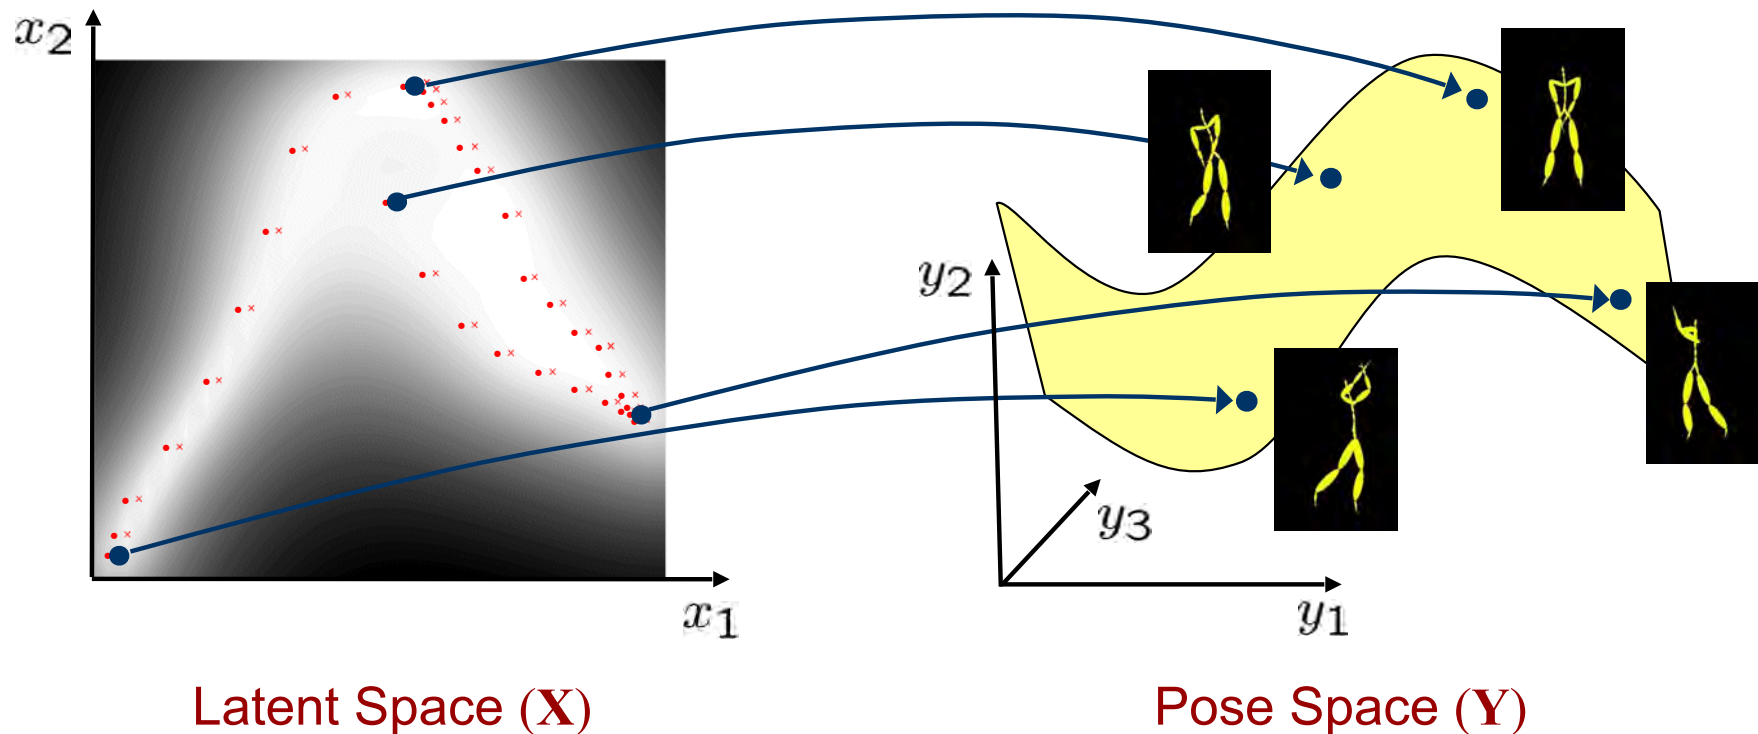 x₂
x₁
Latent Space (X)
y₂
y₃
y₁
Pose Space (Y)